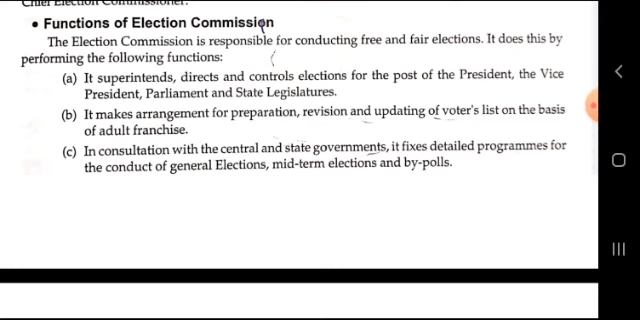 Chief Election Commissioner.
• Functions of Election Commission
The Election Commission is responsible for conducting free and fair elections. It does this by
performing the following functions:
(a) It superintends, directs and controls elections for the post of the President, the Vice
President, Parliament and State Legislatures.
(b) It makes arrangement for preparation, revision and updating of voter's list on the basis
of adult franchise.
(c) In consultation with the central and state governments, it fixes detailed programmes for
the conduct of general Elections, mid-term elections and by-polls.